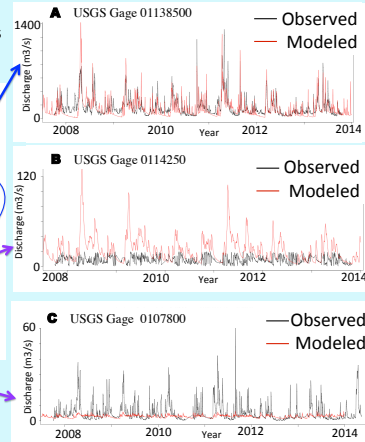 A USGS Gage 01138500
Observed
Modeled
1400
0
Discharge (m3/s)
2008 2010 Year 2012 2014
B USGS Gage 0114250
Observed
Modeled
120
0
Discharge (m3/s)
2008 2010 Year 2012 2014
C USGS Gage 0107800
Observed
Modeled
60
0
Discharge (m3/s)
2008 2010 Year 2012 2014